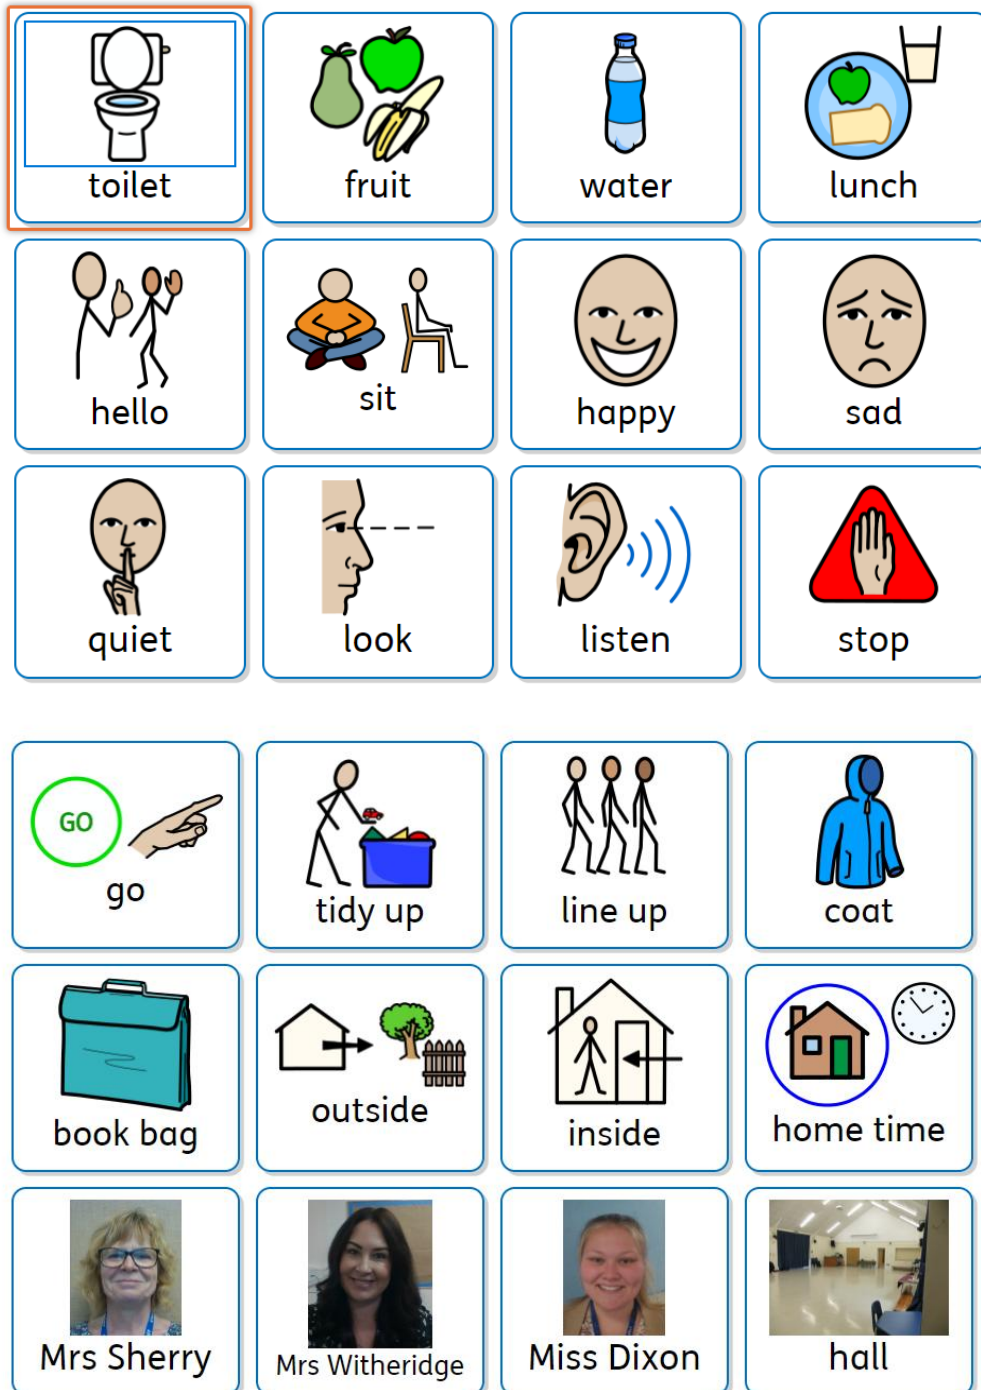 toilet
fruit
water
lunch
hello
sit
happy
sad
quiet
look
listen
stop
GO
go
tidy up
line up
coat
book bag
outside
inside
home time
Mrs Sherry
Mrs Witheridge
Miss Dixon
hall